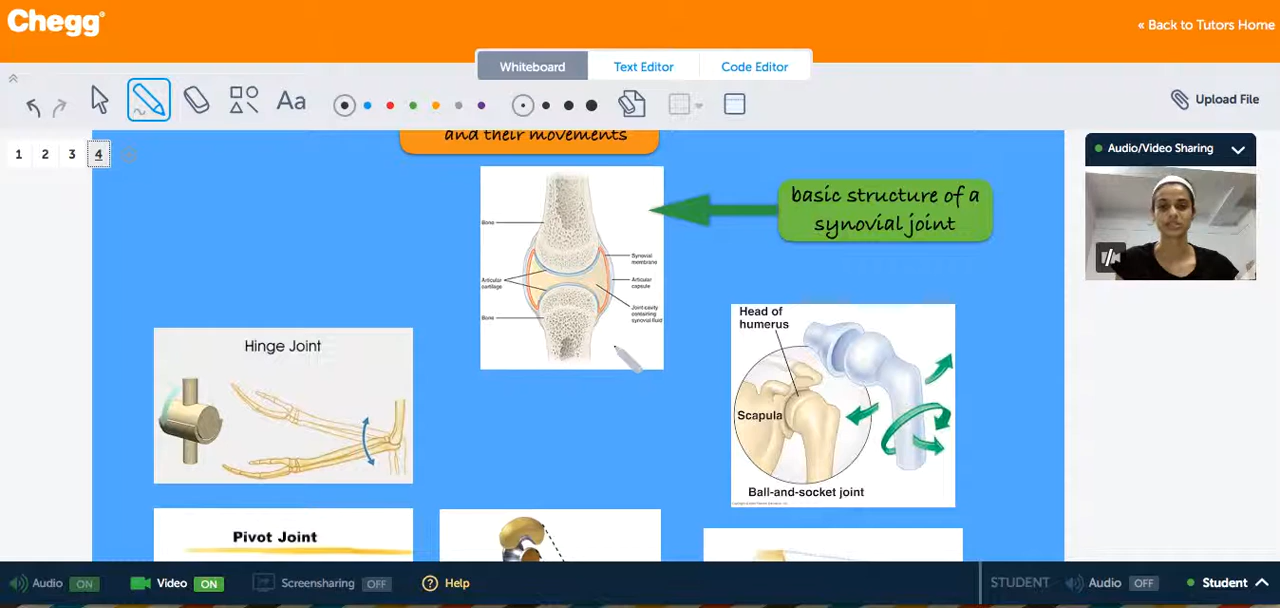 Chegg®
« Back to Tutors Home
Whiteboard
Text Editor
Code Editor
Aa
Upload File
1 2 3 4
Audio/Video Sharing
and their movements
basic structure of a
synovial joint
Bone
Articular
cartilage
Bone
Synovial
membrane
Articular
capsule
Joint cavity
containing
synovial fluid
Hinge Joint
Head of
humerus
Scapula
Ball-and-socket joint
Pivot Joint
Audio ON
Video ON
Screensharing OFF
? Help
STUDENT
Audio OFF
Student